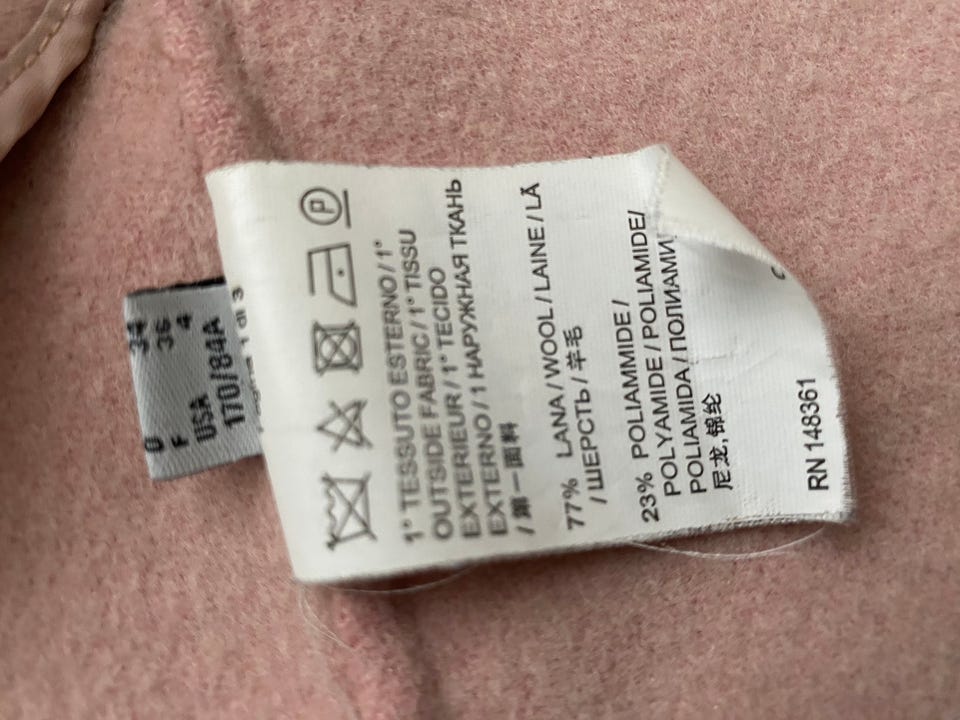 D 34
F 36
USA 4
170/84A
1° TESSUTO ESTERNO / 1°
OUTSIDE FABRIC / 1° TISSU
EXTERIEUR / 1° TECIDO
EXTERNO / 1 НАРУЖНАЯ ТКАНЬ
/ 第一面料
77% LANA / WOOL / LAINE / LÃ
/ ШЕРСТЬ / 羊毛
23% POLIAMMIDE /
POLYAMIDE / POLIAMIDE/
POLIAMIDA / ПОЛИАМИ
尼龙,锦纶
RN 148361